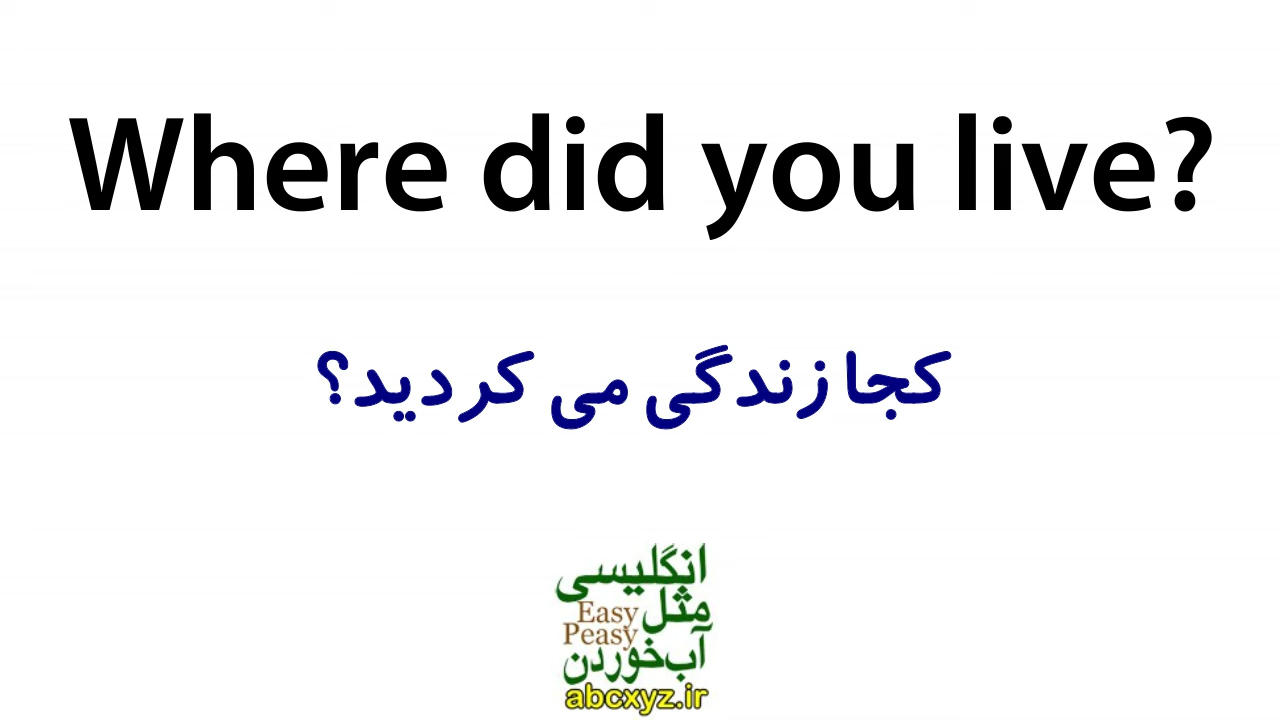 Where did you live?
کجا زندگی می کردید؟
انگلیسی
مثل Easy
Peasy
آب خوردن
abcxyz.ir